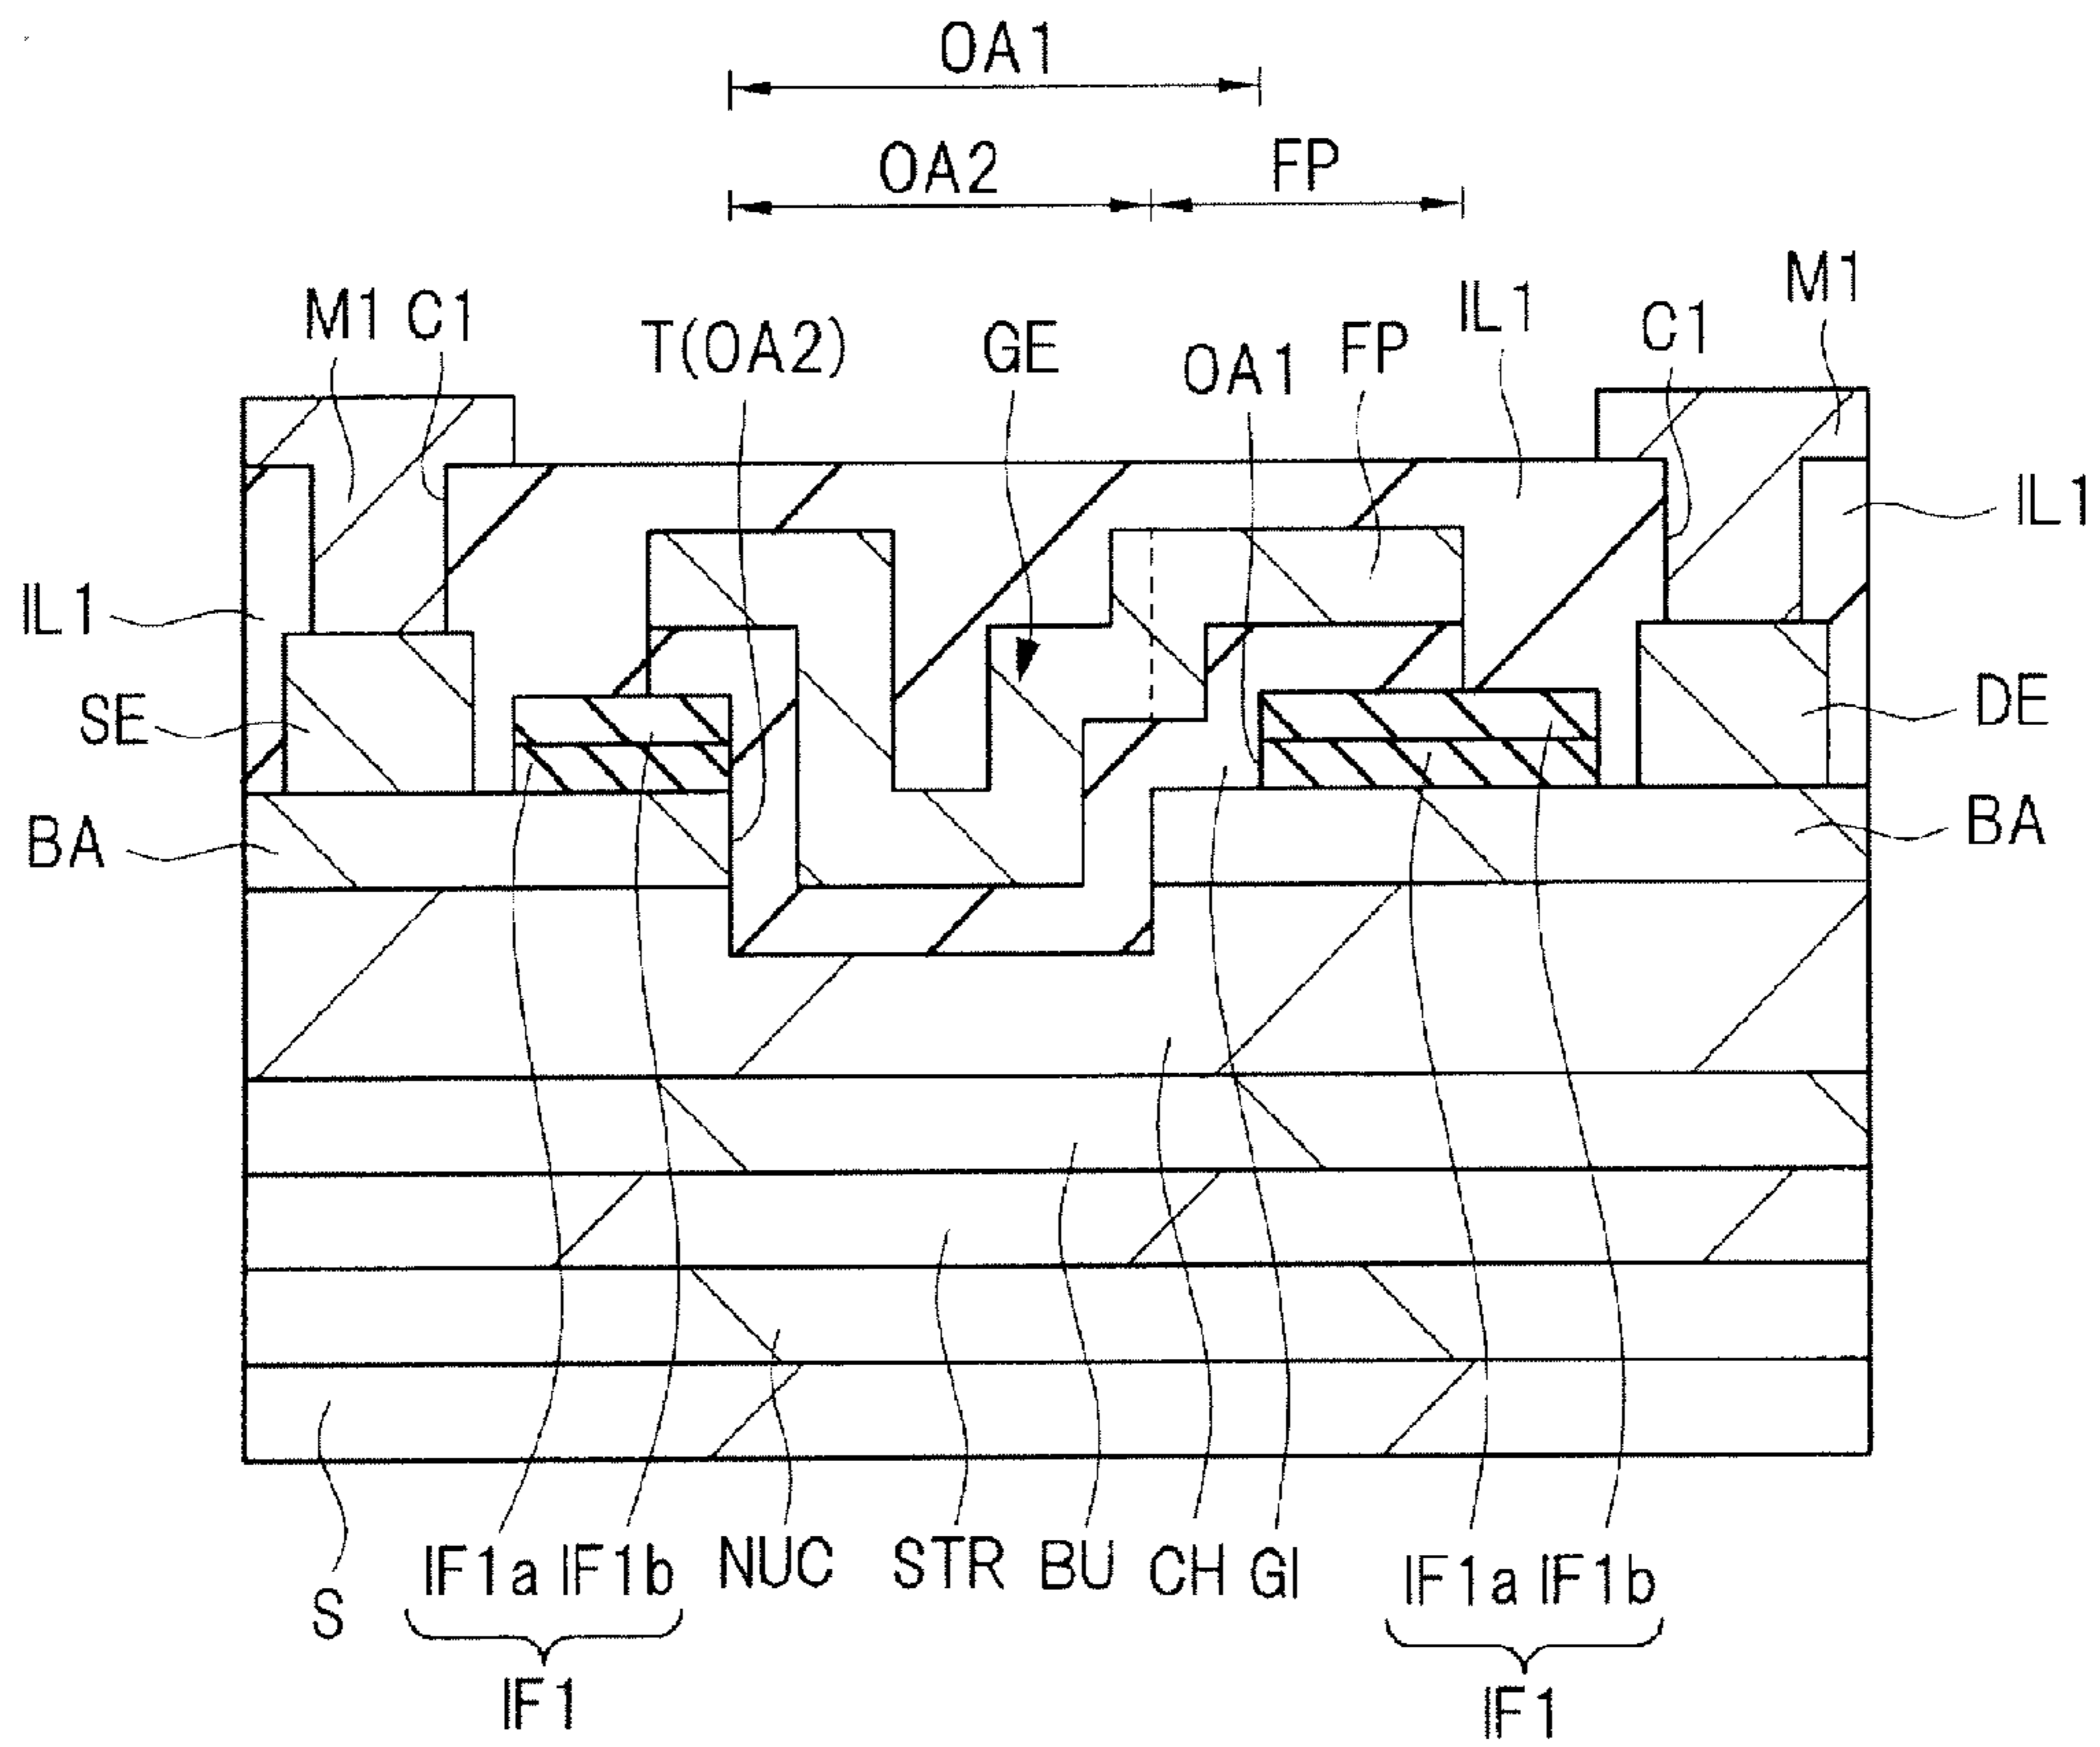 OA1
OA2 FP
M1 C1 T(OA2) GE OA1 FP IL1 C1 M1
IL1
IL1
SE
DE
BA
BA
S IF1a IF1b NUC STR BU CH GI IF1a IF1b
IF1
IF1